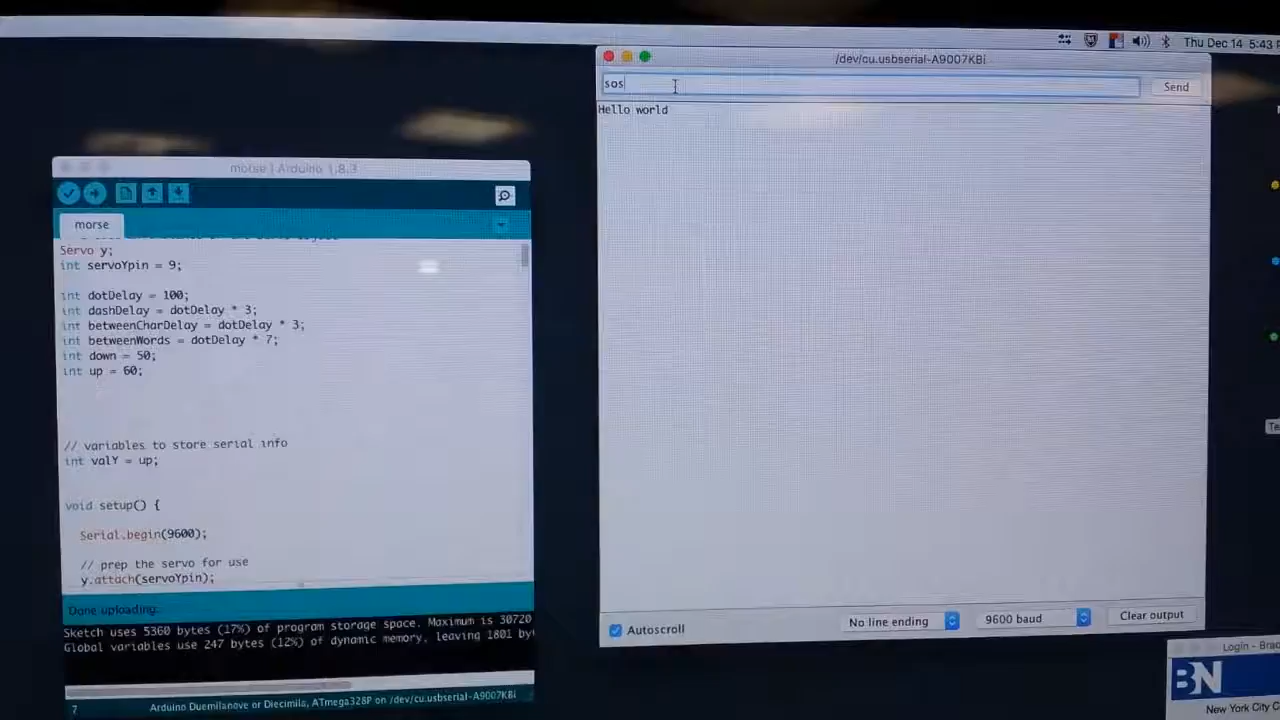 Thu Dec 14 5:43
/dev/cu.usbserial-A9007KBi
sos
Send
Hello world
morse | Arduino 1.8.3
morse
Servo y;
int servoYpin = 9;
int dotDelay = 100;
int dashDelay = dotDelay * 3;
int betweenCharDelay = dotDelay * 3;
int betweenWords = dotDelay * 7;
int down = 50;
int up = 60;
// variables to store serial info
int valY = up;
void setup() {
Serial.begin(9600);
// prep the servo for use
y.attach(servoYpin);
Done uploading.
Sketch uses 5360 bytes (17%) of program storage space. Maximum is 30720
Global variables use 247 bytes (12%) of dynamic memory, leaving 1801 by
7
Arduino Duemilanove or Diecimila, ATmega328P on /dev/cu.usbserial-A9007KBi
Autoscroll
No line ending
9600 baud
Clear output
Te
Login - Brac
BN
New York City C